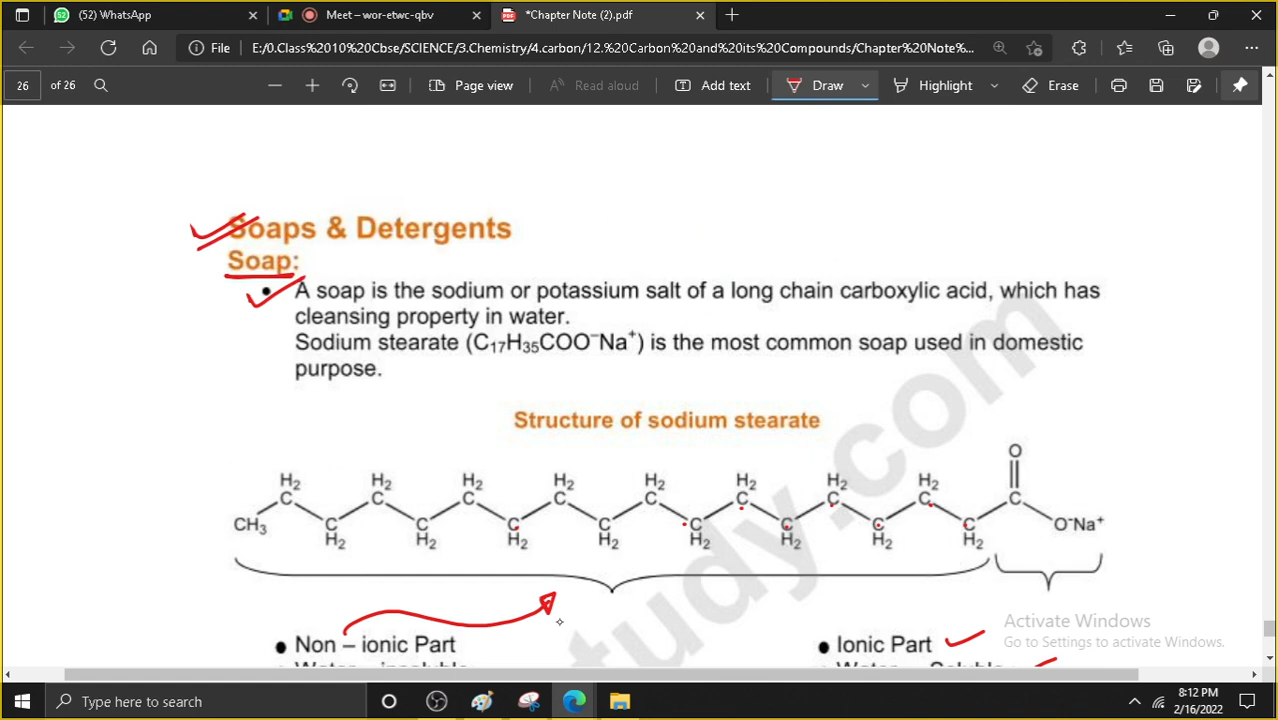 (52) WhatsApp
Meet – wor-etwc-qbv
*Chapter Note (2).pdf
File
E:/0.Class%2010%20Cbse/SCIENCE/3.Chemistry/4.carbon/12.%20Carbon%20and%20its%20Compounds/Chapter%20Note%...
26 of 26
Page view
Read aloud
Add text
Draw
Highlight
Erase
Soaps & Detergents
Soap:
• A soap is the sodium or potassium salt of a long chain carboxylic acid, which has
cleansing property in water.
Sodium stearate (C₁₇H₃₅COO⁻Na⁺) is the most common soap used in domestic
purpose.
Structure of sodium stearate
O
H₂ H₂ H₂ H₂ H₂ H₂ H₂ H₂
C C C C C C C C C
CH₃ C C C C C C C C O⁻Na⁺
H₂ H₂ H₂ H₂ H₂ H₂ H₂ H₂
study.com
Activate Windows
Go to Settings to activate Windows.
• Non – ionic Part
• Ionic Part
Type here to search
8:12 PM
2/16/2022